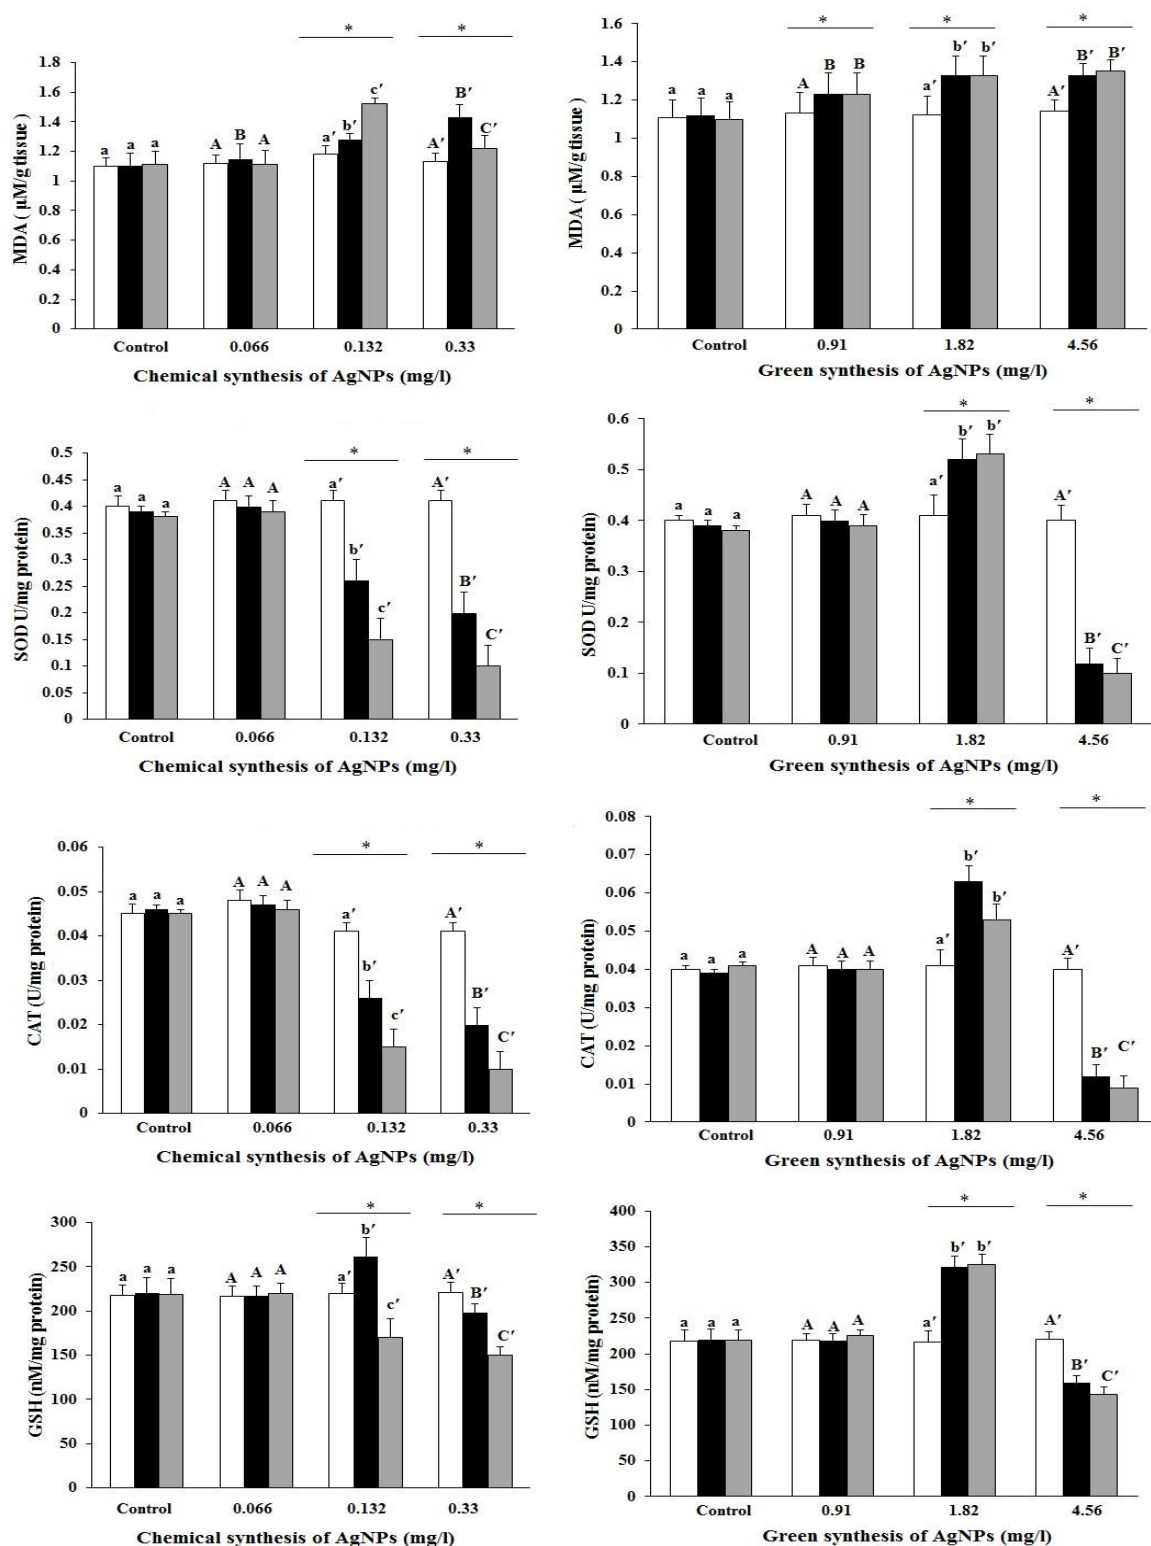 * *
1.8
1.6
1.4
1.2
1
0.8
0.6
0.4
0.2
0
MDA ( µM/gtissue )
a a a A B A a′ b′ c′ A′ B′ C′
Control 0.066 0.132 0.33
Chemical synthesis of AgNPs (mg/l)
* * *
1.6
1.4
1.2
1
0.8
0.6
0.4
0.2
0
MDA ( µM/gtissue )
a a a A B B a′ b′ b′ A′ B′ B′
Control 0.91 1.82 4.56
Green synthesis of AgNPs (mg/l)
* *
0.5
0.45
0.4
0.35
0.3
0.25
0.2
0.15
0.1
0.05
0
SOD U/mg protein)
a a a A A A a′ b′ c′ A′ B′ C′
Control 0.066 0.132 0.33
Chemical synthesis of AgNPs (mg/l)
* *
0.6
0.5
0.4
0.3
0.2
0.1
0
SOD U/mg protein)
a a a A A A a′ b′ b′ A′ B′ C′
Control 0.91 1.82 4.56
Green synthesis of AgNPs (mg/l)
* *
0.06
0.05
0.04
0.03
0.02
0.01
0
CAT (U/mg protein)
a a a A A A a′ b′ c′ A′ B′ C′
Control 0.066 0.132 0.33
Chemical synthesis of AgNPs (mg/l)
* *
0.08
0.07
0.06
0.05
0.04
0.03
0.02
0.01
0
CAT (U/mg protein)
a a a A A A a′ b′ b′ A′ B′ C′
Control 0.91 1.82 4.56
Green synthesis of AgNPs (mg/l)
* *
300
250
200
150
100
50
0
GSH (nM/mg protein)
a a a A A A a′ b′ c′ A′ B′ C′
Control 0.066 0.132 0.33
Chemical synthesis of AgNPs (mg/l)
* *
400
350
300
250
200
150
100
50
0
GSH (nM/mg protein)
a a a A A A a′ b′ b′ A′ B′ C′
Control 0.91 1.82 4.56
Green synthesis of AgNPs (mg/l)